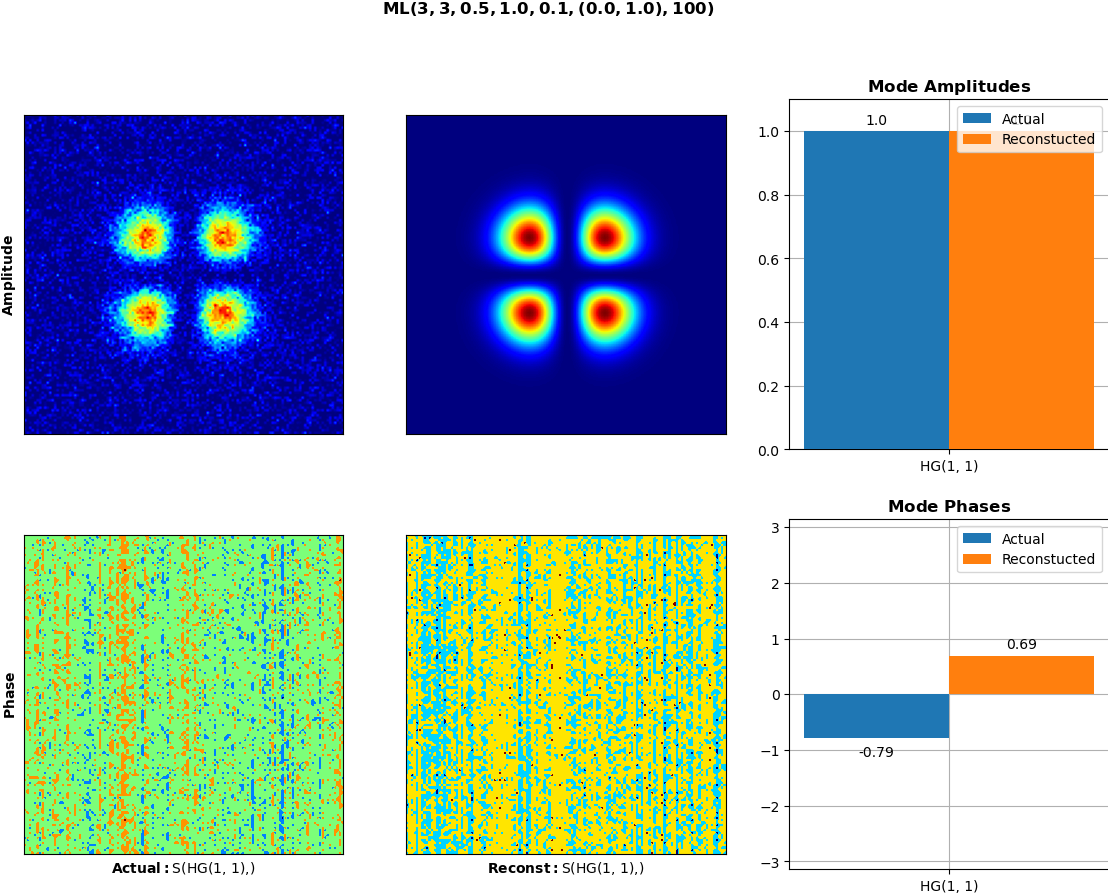 ML(3, 3, 0.5, 1.0, 0.1, (0.0, 1.0), 100)
Amplitude
Mode Amplitudes
1.0
Actual
Reconstucted
1.0
0.8
0.6
0.4
0.2
0.0
HG(1, 1)
Phase
Actual: S(HG(1, 1),)
Reconst: S(HG(1, 1),)
Mode Phases
Actual
Reconstucted
3
2
1
0
−1
−2
−3
0.69
-0.79
HG(1, 1)